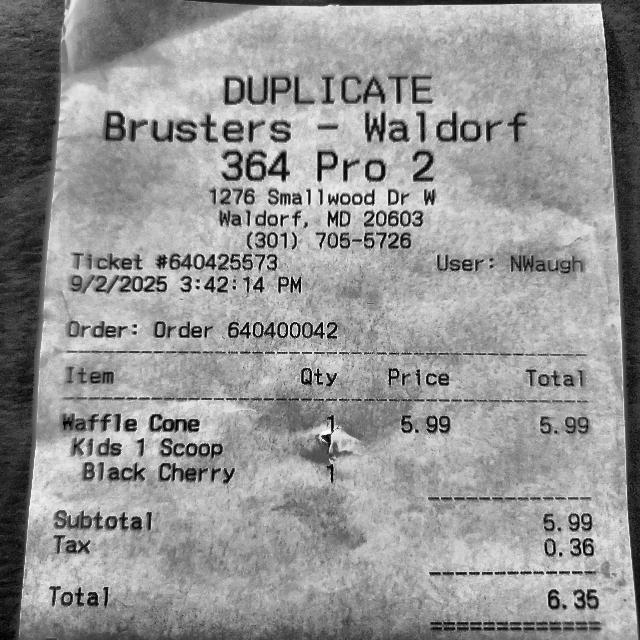 DUPLICATE
Brusters - Waldorf
364 Pro 2
1276 Smallwood Dr W
Waldorf, MD 20603
(301) 705-5726
Ticket #640425573 User: NWaugh
9/2/2025 3:42:14 PM
Order: Order 640400042
Item Qty Price Total
Waffle Cone 1 5.99 5.99
Kids 1 Scoop
Black Cherry 1
Subtotal 5.99
Tax 0.36
Total 6.35